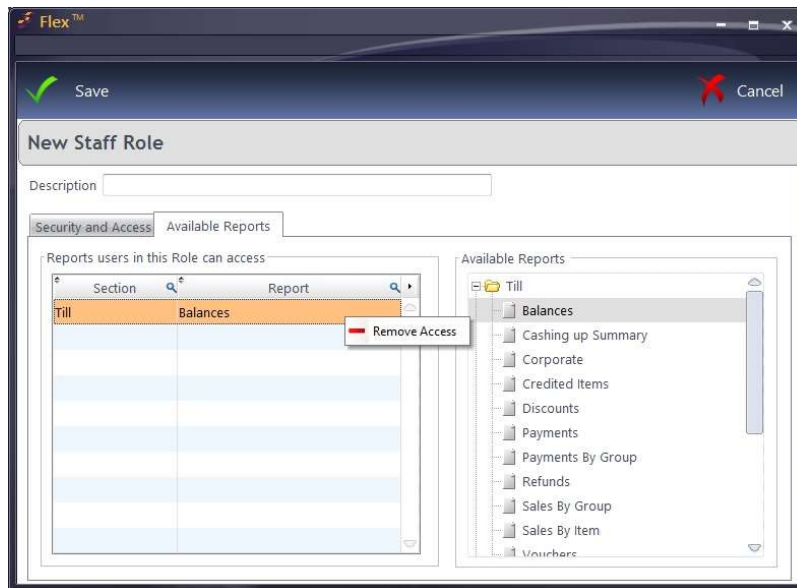 Flex™
Save
Cancel
New Staff Role
Description
Security and Access
Available Reports
Reports users in this Role can access
Section
Report
Till
Balances
Remove Access
Available Reports
Till
Balances
Cashing up Summary
Corporate
Credited Items
Discounts
Payments
Payments By Group
Refunds
Sales By Group
Sales By Item
Vouchers